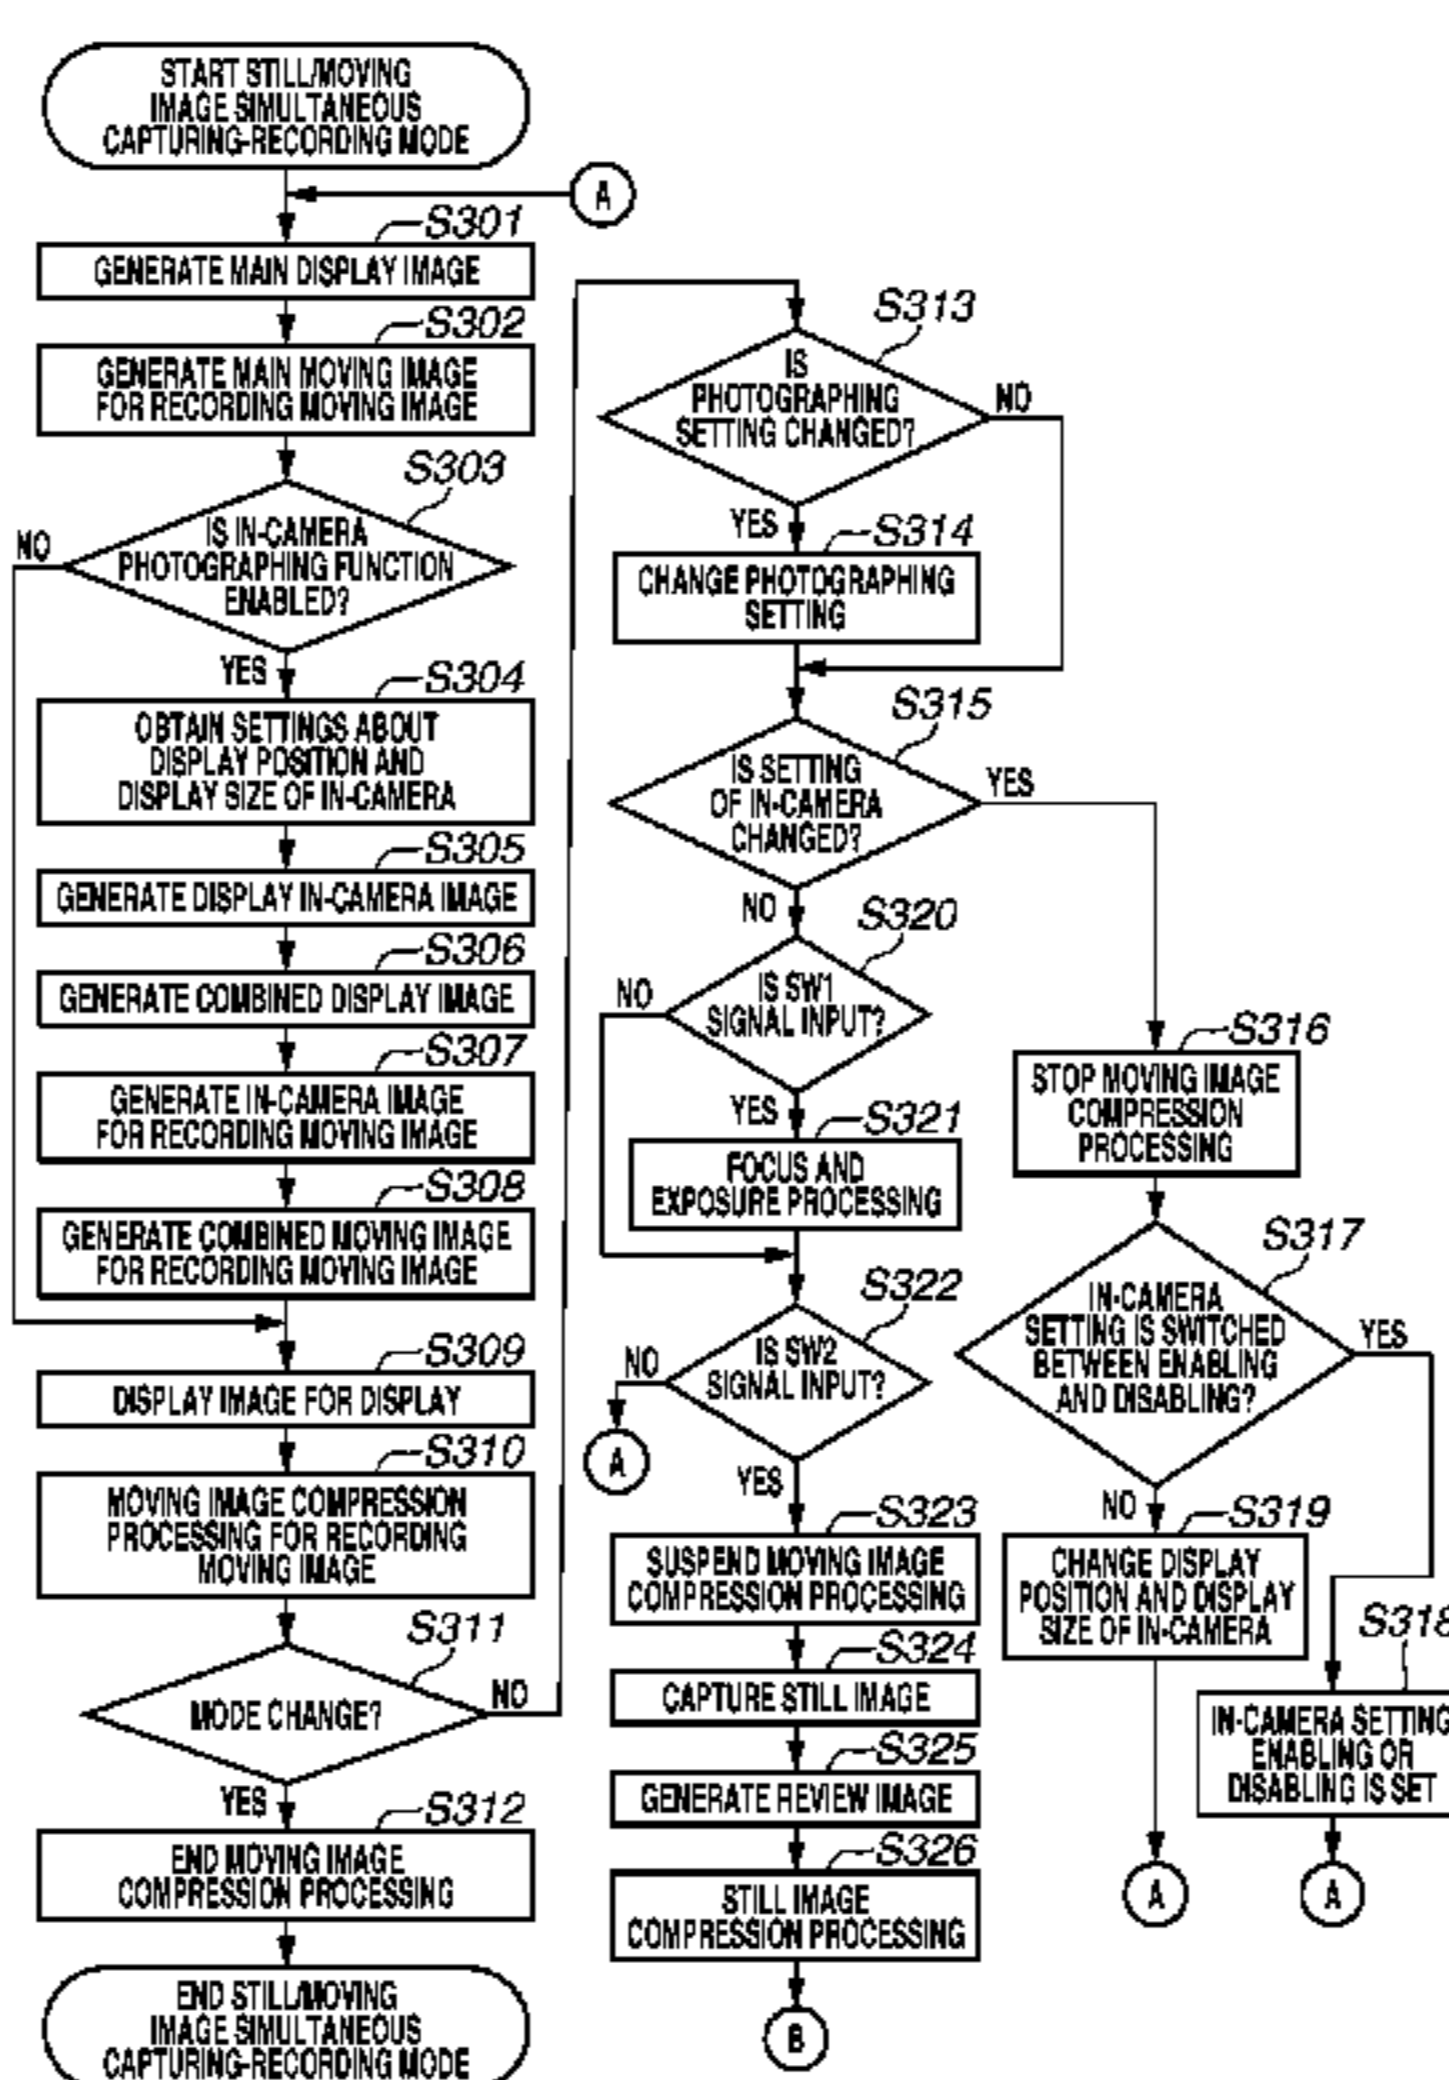 START STILL/MOVING
IMAGE SIMULTANEOUS
CAPTURING-RECORDING MODE
A
S301
GENERATE MAIN DISPLAY IMAGE
S302
GENERATE MAIN MOVING IMAGE
FOR RECORDING MOVING IMAGE
S303
IS IN-CAMERA
PHOTOGRAPHING FUNCTION
ENABLED?
NO
YES
S304
OBTAIN SETTINGS ABOUT
DISPLAY POSITION AND
DISPLAY SIZE OF IN-CAMERA
S305
GENERATE DISPLAY IN-CAMERA IMAGE
S306
GENERATE COMBINED DISPLAY IMAGE
S307
GENERATE IN-CAMERA IMAGE
FOR RECORDING MOVING IMAGE
S308
GENERATE COMBINED MOVING IMAGE
FOR RECORDING MOVING IMAGE
S309
DISPLAY IMAGE FOR DISPLAY
S310
MOVING IMAGE COMPRESSION
PROCESSING FOR RECORDING
MOVING IMAGE
S311
MODE CHANGE?
NO
YES
S312
END MOVING IMAGE
COMPRESSION PROCESSING
END STILL/MOVING
IMAGE SIMULTANEOUS
CAPTURING-RECORDING MODE
S313
IS
PHOTOGRAPHING
SETTING CHANGED?
NO
YES
S314
CHANGE PHOTOGRAPHING
SETTING
S315
IS SETTING
OF IN-CAMERA
CHANGED?
YES
NO
S320
IS SW1
SIGNAL INPUT?
NO
YES
S321
FOCUS AND
EXPOSURE PROCESSING
S322
IS SW2
SIGNAL INPUT?
NO
A
YES
S323
SUSPEND MOVING IMAGE
COMPRESSION PROCESSING
S324
CAPTURE STILL IMAGE
S325
GENERATE REVIEW IMAGE
S326
STILL IMAGE
COMPRESSION PROCESSING
B
S316
STOP MOVING IMAGE
COMPRESSION
PROCESSING
S317
IN-CAMERA
SETTING IS SWITCHED
BETWEEN ENABLING
AND DISABLING?
YES
NO
S319
CHANGE DISPLAY
POSITION AND DISPLAY
SIZE OF IN-CAMERA
A
S318
IN-CAMERA SETTING
ENABLING OR
DISABLING IS SET
A